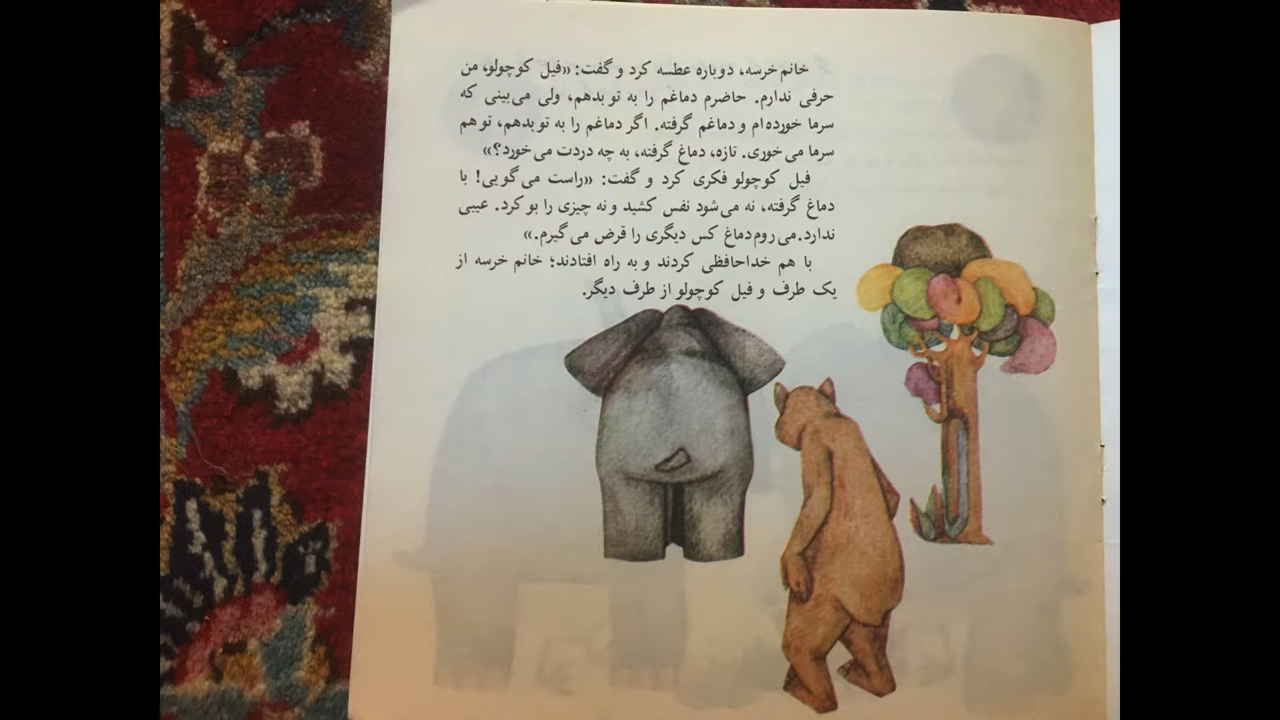 خانم خرسه، دوباره عطسه کرد و گفت: «فیل کوچولو، من
حرفی ندارم. حاضرم دماغم را به تو بدهم، ولی می‌بینی که
سرما خورده‌ام و دماغم گرفته. اگر دماغم را به تو بدهم، تو هم
سرما می‌خوری. تازه، دماغ گرفته، به چه دردت می‌خورد؟»
فیل کوچولو فکری کرد و گفت: «راست می‌گویی! با
دماغ گرفته، نه می‌شود نفس کشید و نه چیزی را بو کرد. عیبی
ندارد. می‌روم دماغ کس دیگری را قرض می‌گیرم.»
با هم خداحافظی کردند و به راه افتادند؛ خانم خرسه از
یک طرف و فیل کوچولو از طرف دیگر.